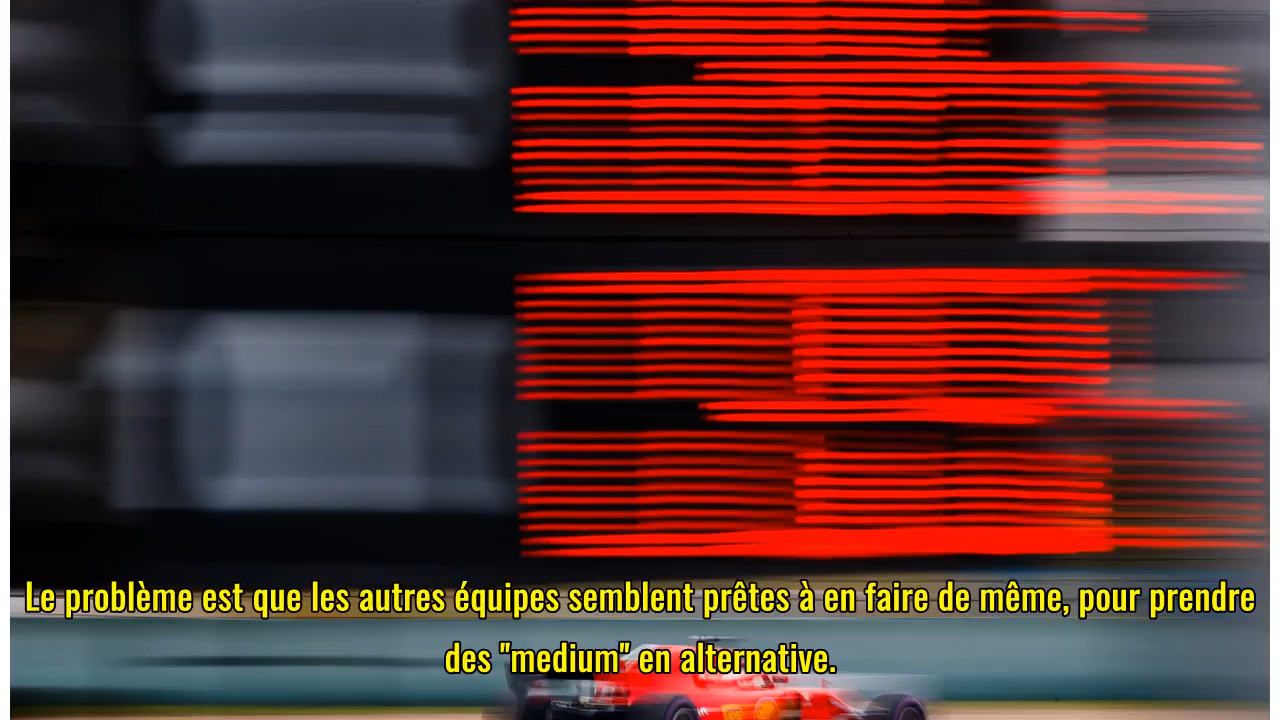 Le problème est que les autres équipes semblent prêtes à en faire de même, pour prendre
des "medium" en alternative.